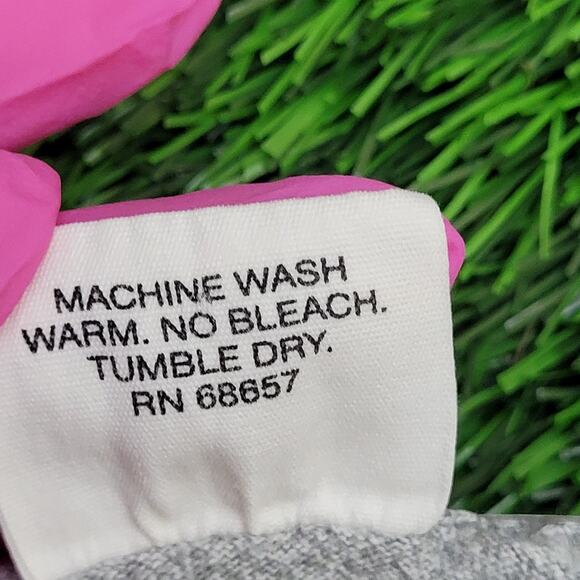 MACHINE WASH
WARM. NO BLEACH.
TUMBLE DRY.
RN 68657